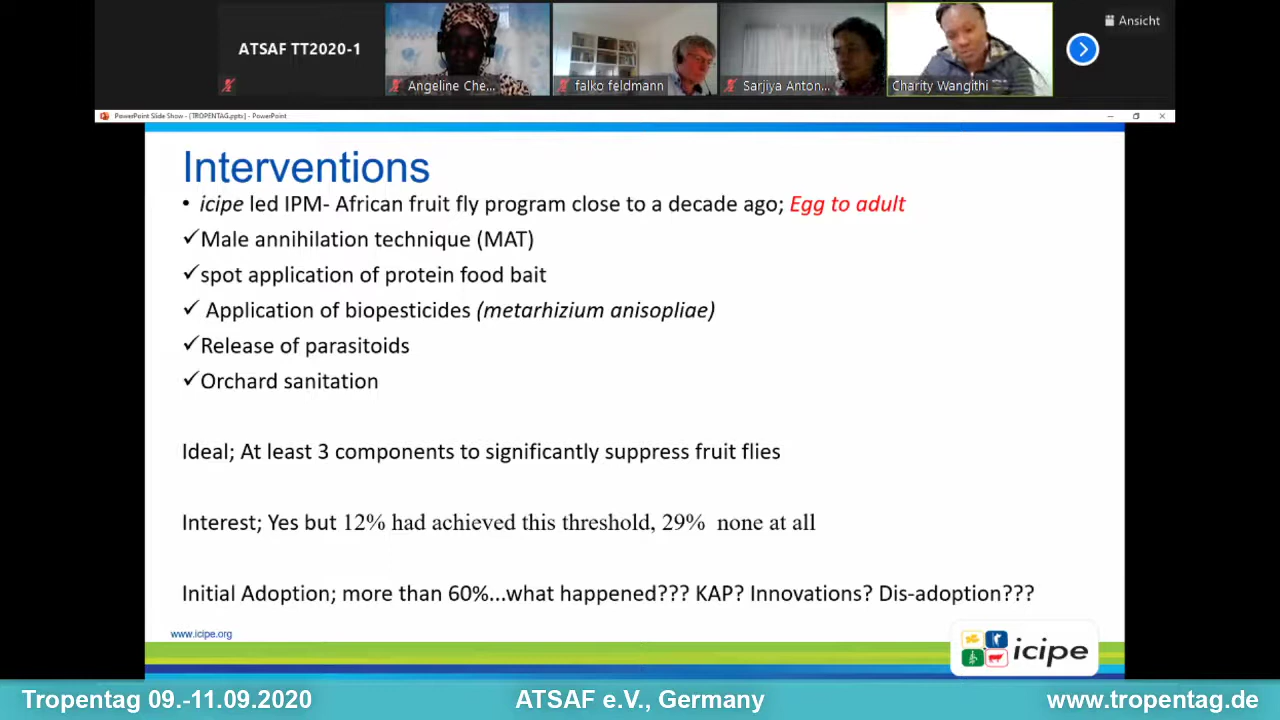 Ansicht
ATSAF TT2020-1
Angeline Che...
falko feldmann
Sarjiya Anton...
Charity Wangithi
PowerPoint Slide Show - [TROPENTAG.ppts] - PowerPoint
Interventions
• icipe led IPM- African fruit fly program close to a decade ago; Egg to adult
✓Male annihilation technique (MAT)
✓spot application of protein food bait
✓ Application of biopesticides (metarhizium anisopliae)
✓Release of parasitoids
✓Orchard sanitation
Ideal; At least 3 components to significantly suppress fruit flies
Interest; Yes but 12% had achieved this threshold, 29% none at all
Initial Adoption; more than 60%...what happened??? KAP? Innovations? Dis-adoption???
www.icipe.org
icipe
Tropentag 09.-11.09.2020
ATSAF e.V., Germany
www.tropentag.de